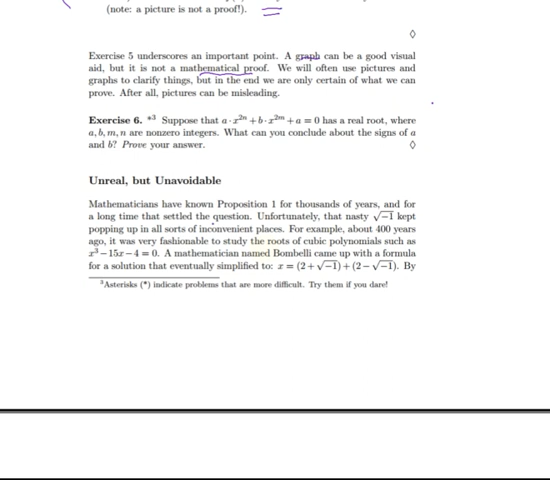 (note: a picture is not a proof!).
◊
Exercise 5 underscores an important point. A graph can be a good visual
aid, but it is not a mathematical proof. We will often use pictures and
graphs to clarify things, but in the end we are only certain of what we can
prove. After all, pictures can be misleading.
Exercise 6. *³ Suppose that a · x²ⁿ + b · x²ᵐ + a = 0 has a real root, where
a, b, m, n are nonzero integers. What can you conclude about the signs of a
and b? Prove your answer. ◊
Unreal, but Unavoidable
Mathematicians have known Proposition 1 for thousands of years, and for
a long time that settled the question. Unfortunately, that nasty √−1 kept
popping up in all sorts of inconvenient places. For example, about 400 years
ago, it was very fashionable to study the roots of cubic polynomials such as
x³ − 15x − 4 = 0. A mathematician named Bombelli came up with a formula
for a solution that eventually simplified to: x = (2 + √−1) + (2 − √−1). By
³Asterisks (*) indicate problems that are more difficult. Try them if you dare!